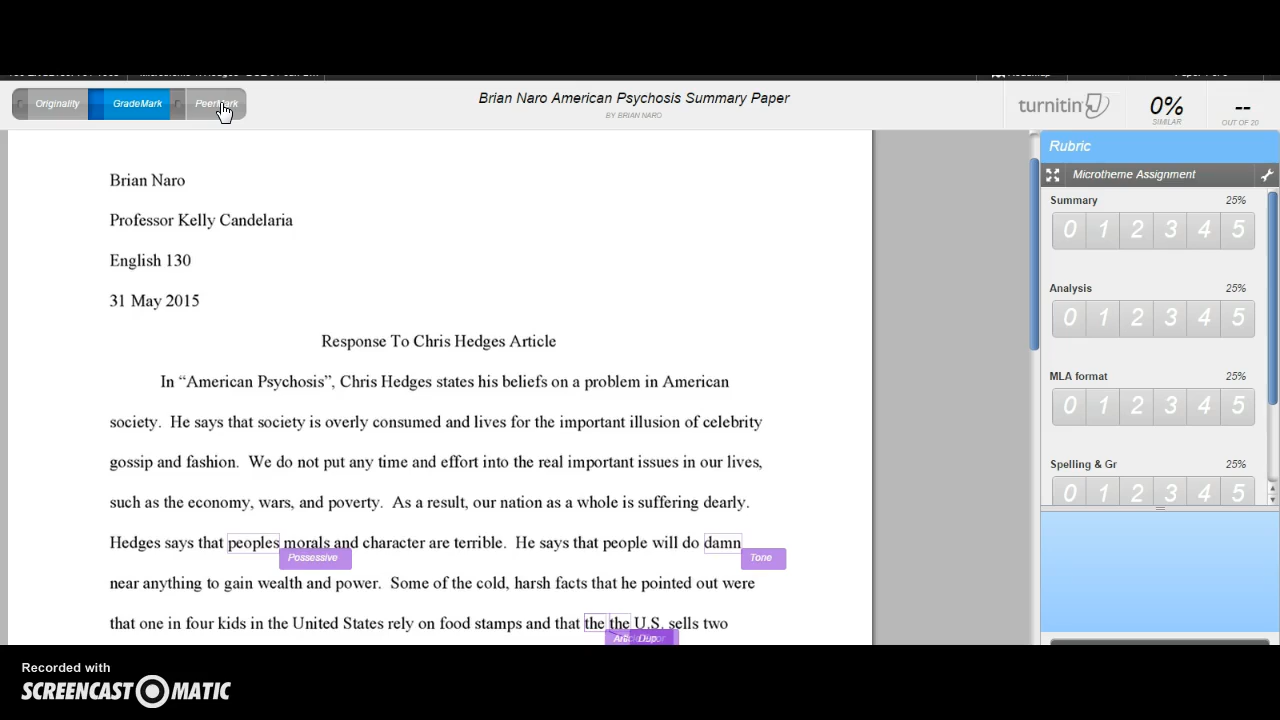 Originality GradeMark PeerMark
Brian Naro American Psychosis Summary Paper
BY BRIAN NARO
turnitin
0%
SIMILAR
--
OUT OF 20
Brian Naro
Professor Kelly Candelaria
English 130
31 May 2015
Response To Chris Hedges Article
In “American Psychosis”, Chris Hedges states his beliefs on a problem in American
society. He says that society is overly consumed and lives for the important illusion of celebrity
gossip and fashion. We do not put any time and effort into the real important issues in our lives,
such as the economy, wars, and poverty. As a result, our nation as a whole is suffering dearly.
Hedges says that peoples morals and character are terrible. He says that people will do damn
Possessive Tone
near anything to gain wealth and power. Some of the cold, harsh facts that he pointed out were
that one in four kids in the United States rely on food stamps and that the the U.S. sells two
Dup
Rubric
Microtheme Assignment
Summary 25%
0 1 2 3 4 5
Analysis 25%
0 1 2 3 4 5
MLA format 25%
0 1 2 3 4 5
Spelling & Gr 25%
0 1 2 3 4 5
Recorded with
SCREENCAST O MATIC